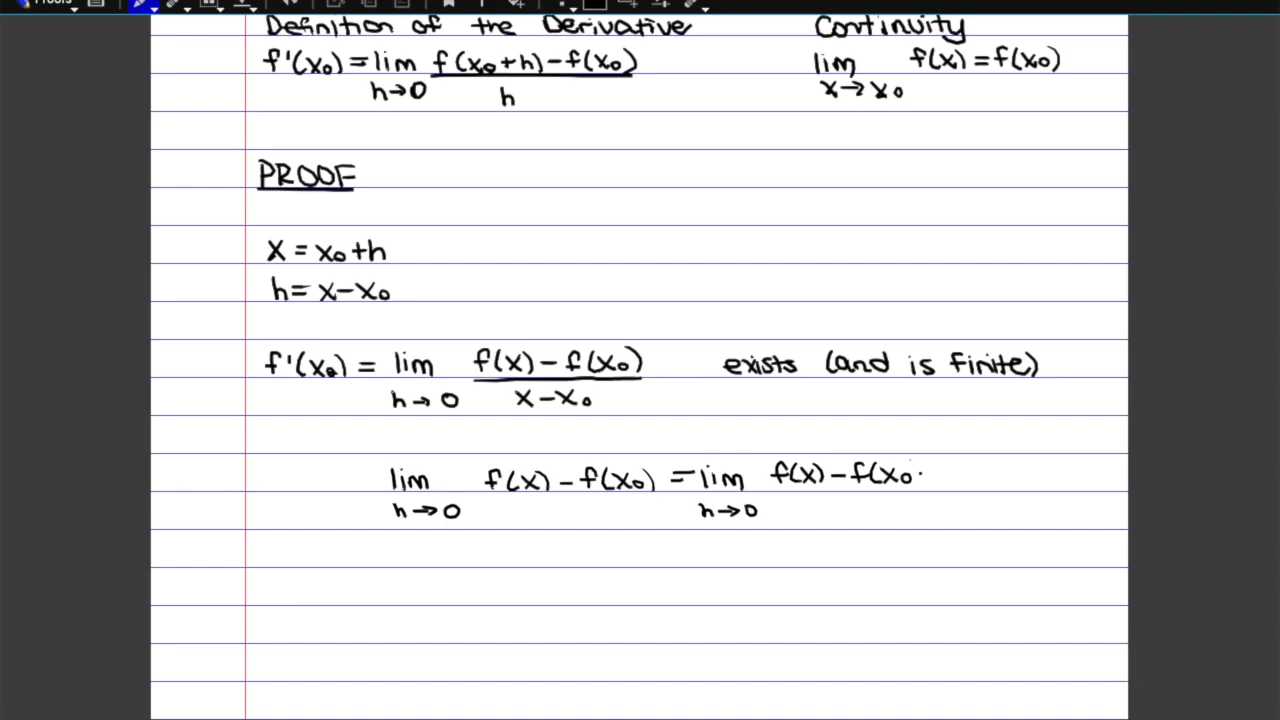 Proofs
Definition of the Derivative
f'(x₀) = lim f(x₀+h) − f(x₀)
h→0 h
Continuity
lim f(x) = f(x₀)
x→x₀
PROOF
x = x₀+h
h = x−x₀
f'(x₀) = lim f(x) − f(x₀) exists (and is finite)
h→0 x−x₀
lim f(x) − f(x₀) = lim f(x) − f(x₀
h→0 h→0